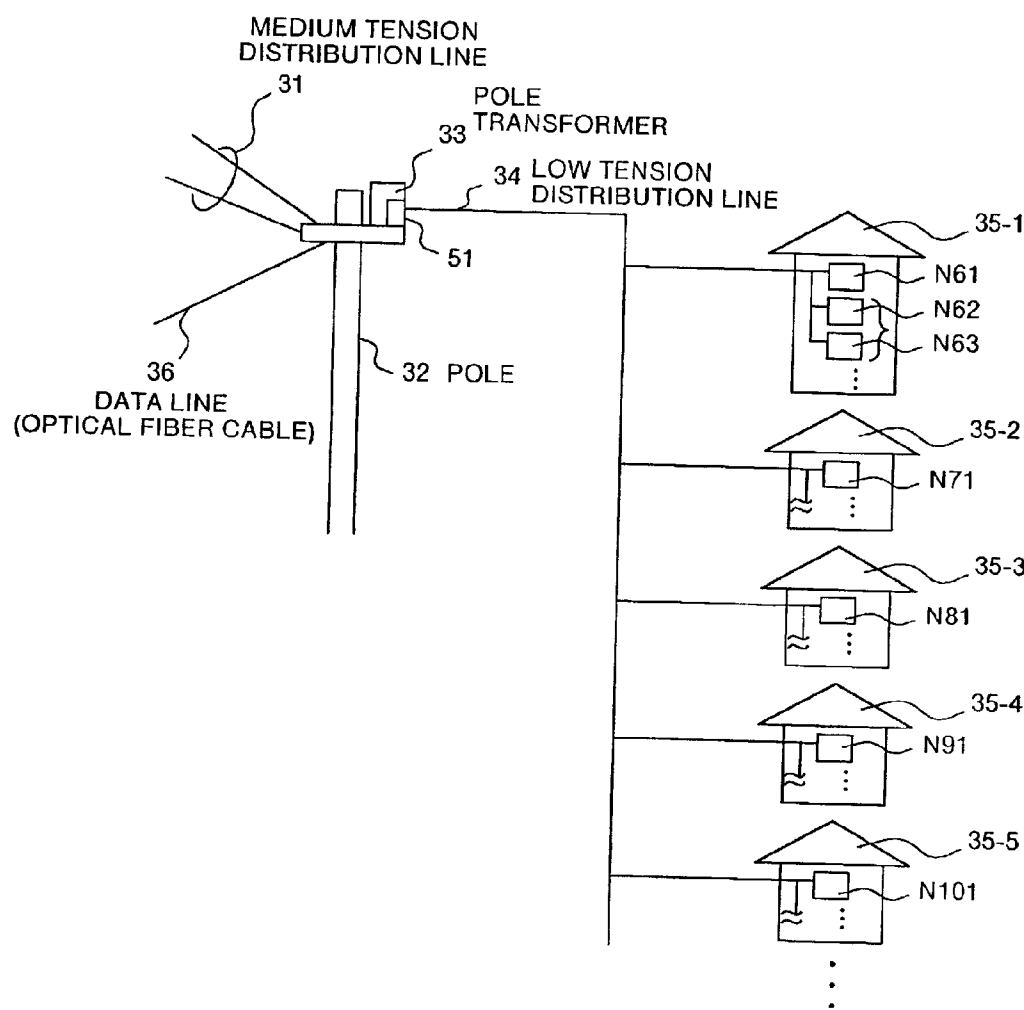 MEDIUM TENSION
DISTRIBUTION LINE
31
POLE
TRANSFORMER
33
34 LOW TENSION
DISTRIBUTION LINE
51
36
DATA LINE
(OPTICAL FIBER CABLE)
32 POLE
35-1
N61
N62
N63
35-2
N71
35-3
N81
35-4
N91
35-5
N101